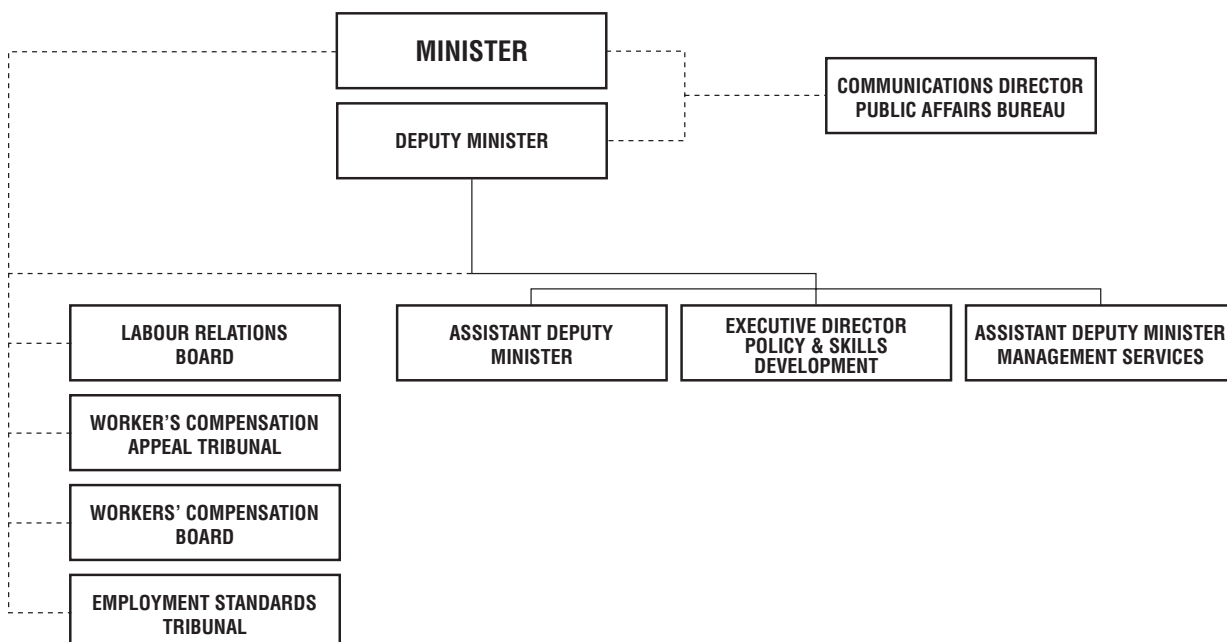 MINISTER
COMMUNICATIONS DIRECTOR
PUBLIC AFFAIRS BUREAU
DEPUTY MINISTER
LABOUR RELATIONS
BOARD
ASSISTANT DEPUTY
MINISTER
EXECUTIVE DIRECTOR
POLICY & SKILLS
DEVELOPMENT
ASSISTANT DEPUTY MINISTER
MANAGEMENT SERVICES
WORKER'S COMPENSATION
APPEAL TRIBUNAL
WORKERS' COMPENSATION
BOARD
EMPLOYMENT STANDARDS
TRIBUNAL